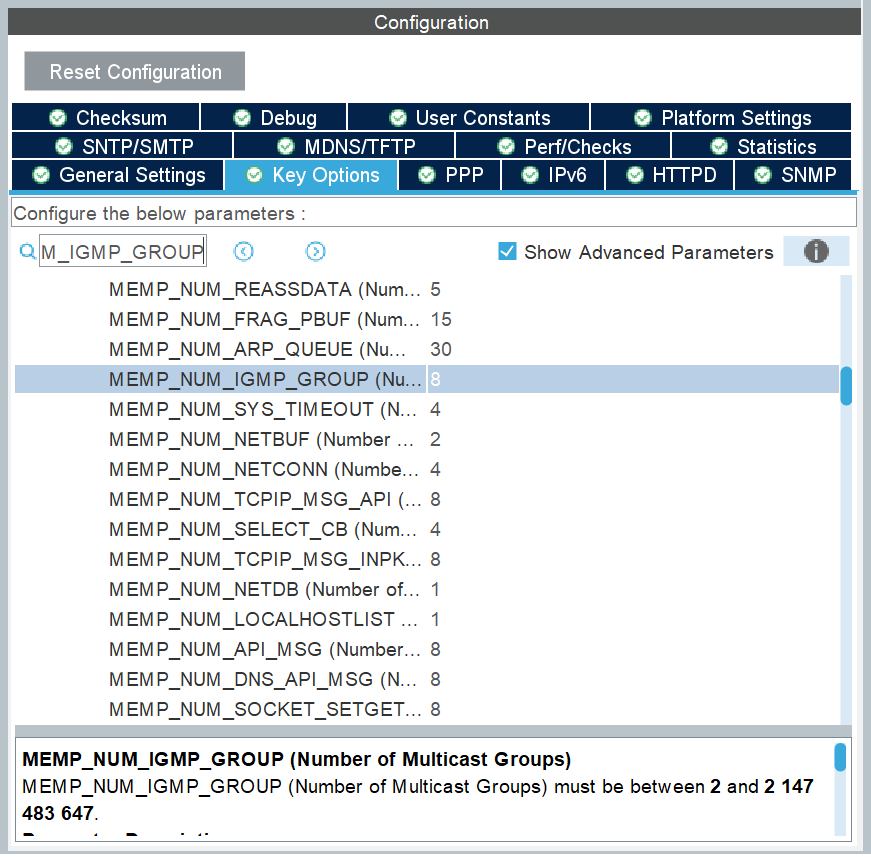 Configuration
Reset Configuration
Checksum Debug User Constants Platform Settings
SNTP/SMTP MDNS/TFTP Perf/Checks Statistics
General Settings Key Options PPP IPv6 HTTPD SNMP
Configure the below parameters :
M_IGMP_GROUP Show Advanced Parameters
MEMP_NUM_REASSDATA (Num... 5
MEMP_NUM_FRAG_PBUF (Num... 15
MEMP_NUM_ARP_QUEUE (Nu... 30
MEMP_NUM_IGMP_GROUP (Nu... 8
MEMP_NUM_SYS_TIMEOUT (N... 4
MEMP_NUM_NETBUF (Number ... 2
MEMP_NUM_NETCONN (Numbe... 4
MEMP_NUM_TCPIP_MSG_API (... 8
MEMP_NUM_SELECT_CB (Num... 4
MEMP_NUM_TCPIP_MSG_INPK... 8
MEMP_NUM_NETDB (Number of... 1
MEMP_NUM_LOCALHOSTLIST ... 1
MEMP_NUM_API_MSG (Number... 8
MEMP_NUM_DNS_API_MSG (N... 8
MEMP_NUM_SOCKET_SETGET... 8
MEMP_NUM_IGMP_GROUP (Number of Multicast Groups)
MEMP_NUM_IGMP_GROUP (Number of Multicast Groups) must be between 2 and 2 147
483 647.